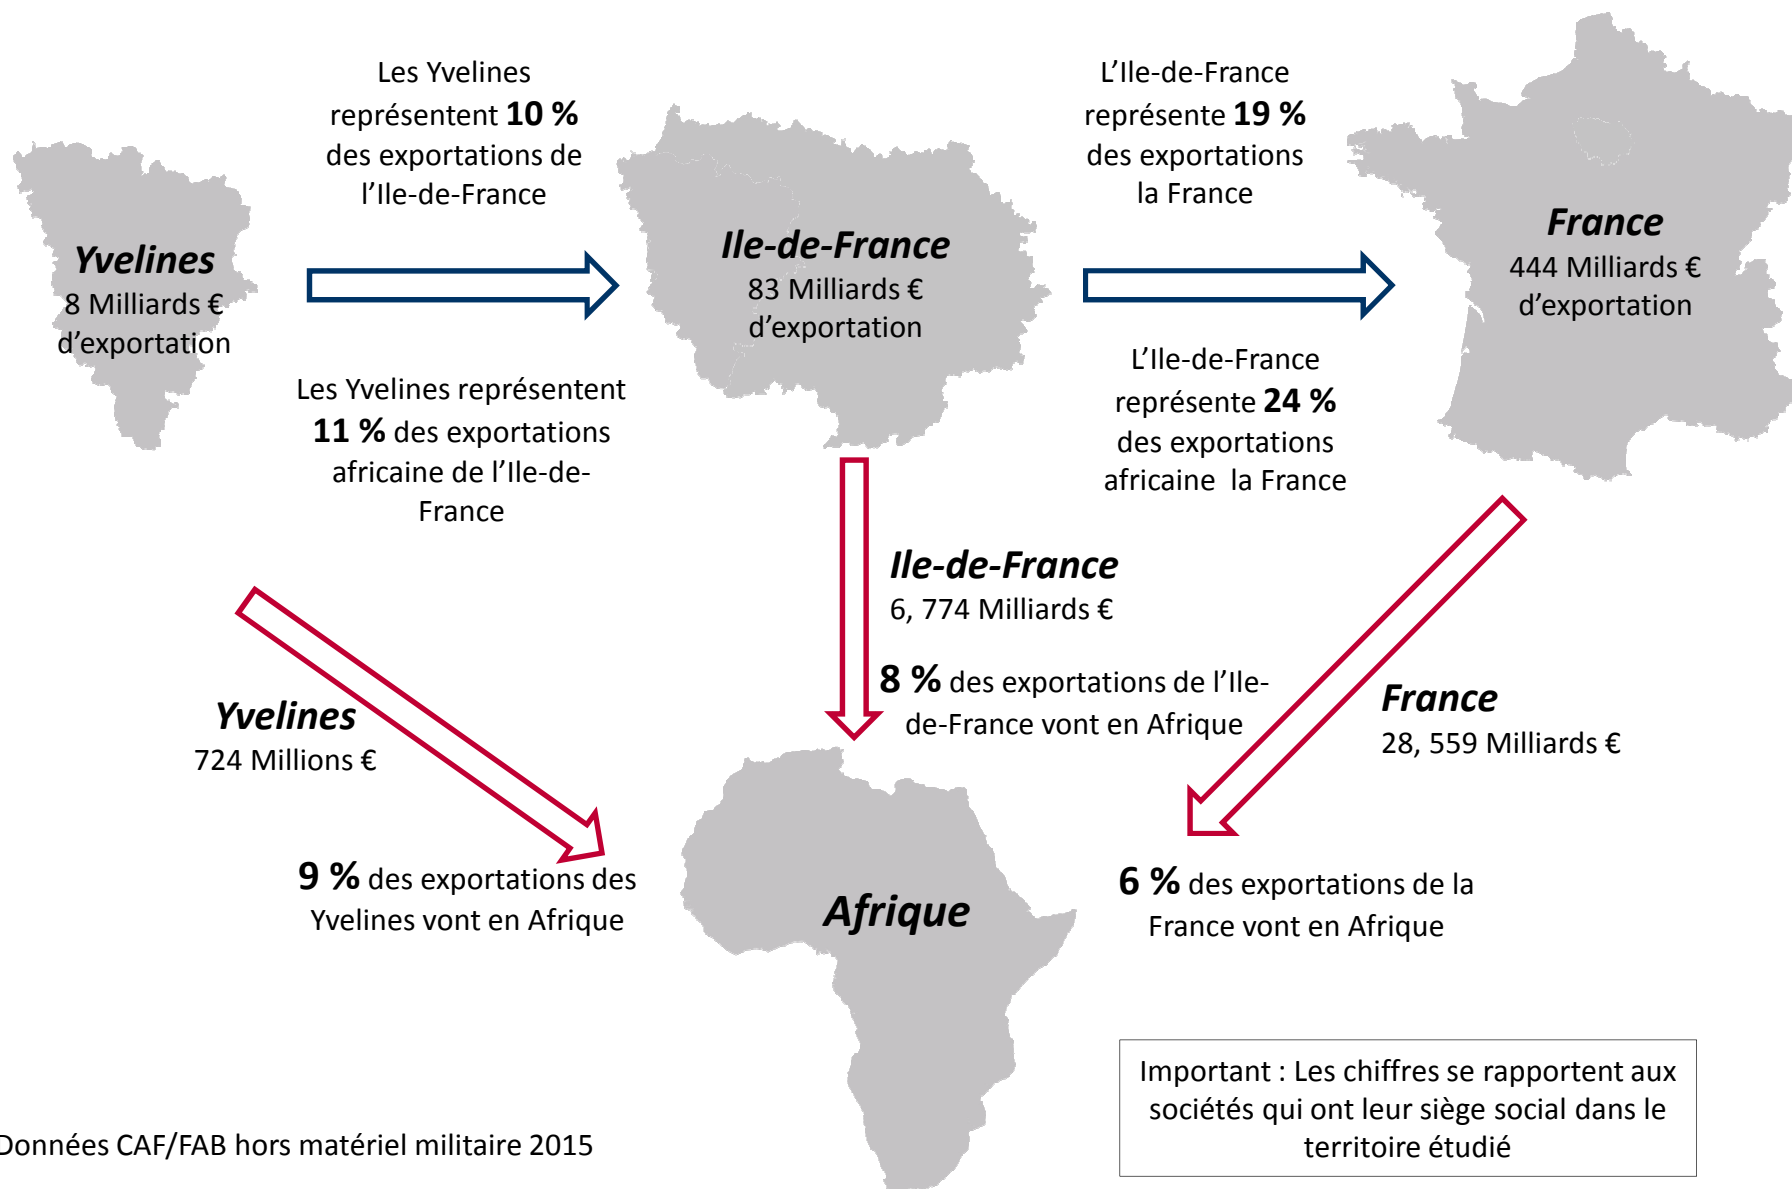 Les Yvelines
représentent 10 %
des exportations de
l'Ile-de-France
L'Ile-de-France
représente 19 %
des exportations
la France
Yvelines
8 Milliards €
d'exportation
Ile-de-France
83 Milliards €
d'exportation
France
444 Milliards €
d'exportation
Les Yvelines représentent
11 % des exportations
africaine de l'Ile-de-
France
L'Ile-de-France
représente 24 %
des exportations
africaine  la France
Ile-de-France
6, 774 Milliards €
8 % des exportations de l'Ile-
de-France vont en Afrique
Yvelines
724 Millions €
France
28, 559 Milliards €
9 % des exportations des
Yvelines vont en Afrique
Afrique
6 % des exportations de la
France vont en Afrique
Important : Les chiffres se rapportent aux
sociétés qui ont leur siège social dans le
territoire étudié
Données CAF/FAB hors matériel militaire 2015